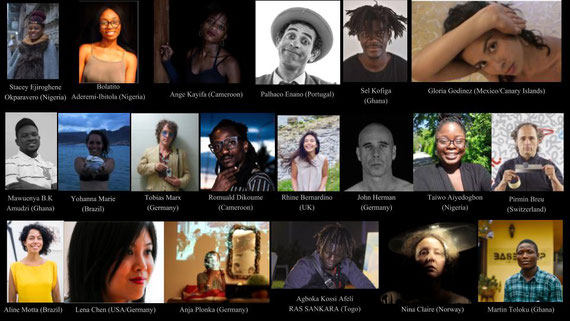 Stacey Ejiroghene
Okparavero (Nigeria)
Bolatito
Aderemi-Ibitola (Nigeria)
Ange Kayifa (Cameroon)
Palhaco Enano (Portugal)
Sel Kofiga
(Ghana)
Gloria Godinez (Mexico/Canary Islands)
Mawuenya B.K
Amudzi (Ghana)
Yohanna Marie
(Brazil)
Tobias Marx
(Germany)
Romuald Dikoume
(Cameroon)
Rhine Bernardino
(UK)
John Herman
(Germany)
Taiwo Aiyedogbon
(Nigeria)
Pirmin Breu
(Switzerland)
Aline Motta (Brazil)
Lena Chen (USA/Germany)
Anja Plonka (Germany)
Agboka Kossi Afeli
RAS SANKARA (Togo)
Nina Claire (Norway)
Martin Toloku (Ghana)